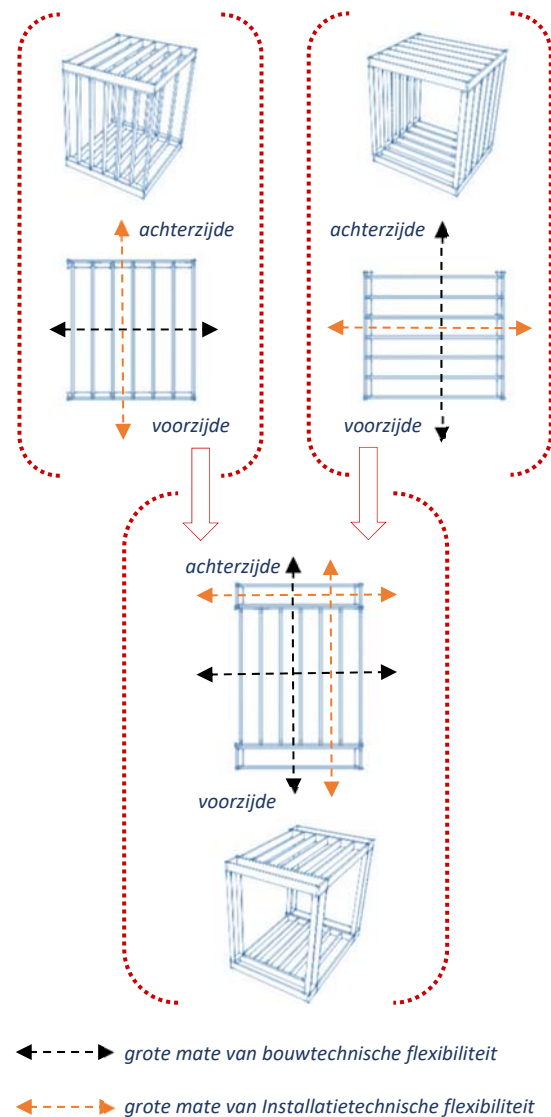 achterzijde
voorzijde
achterzijde
voorzijde
achterzijde
voorzijde
grote mate van bouwtechnische flexibiliteit
grote mate van Installatietechnische flexibiliteit